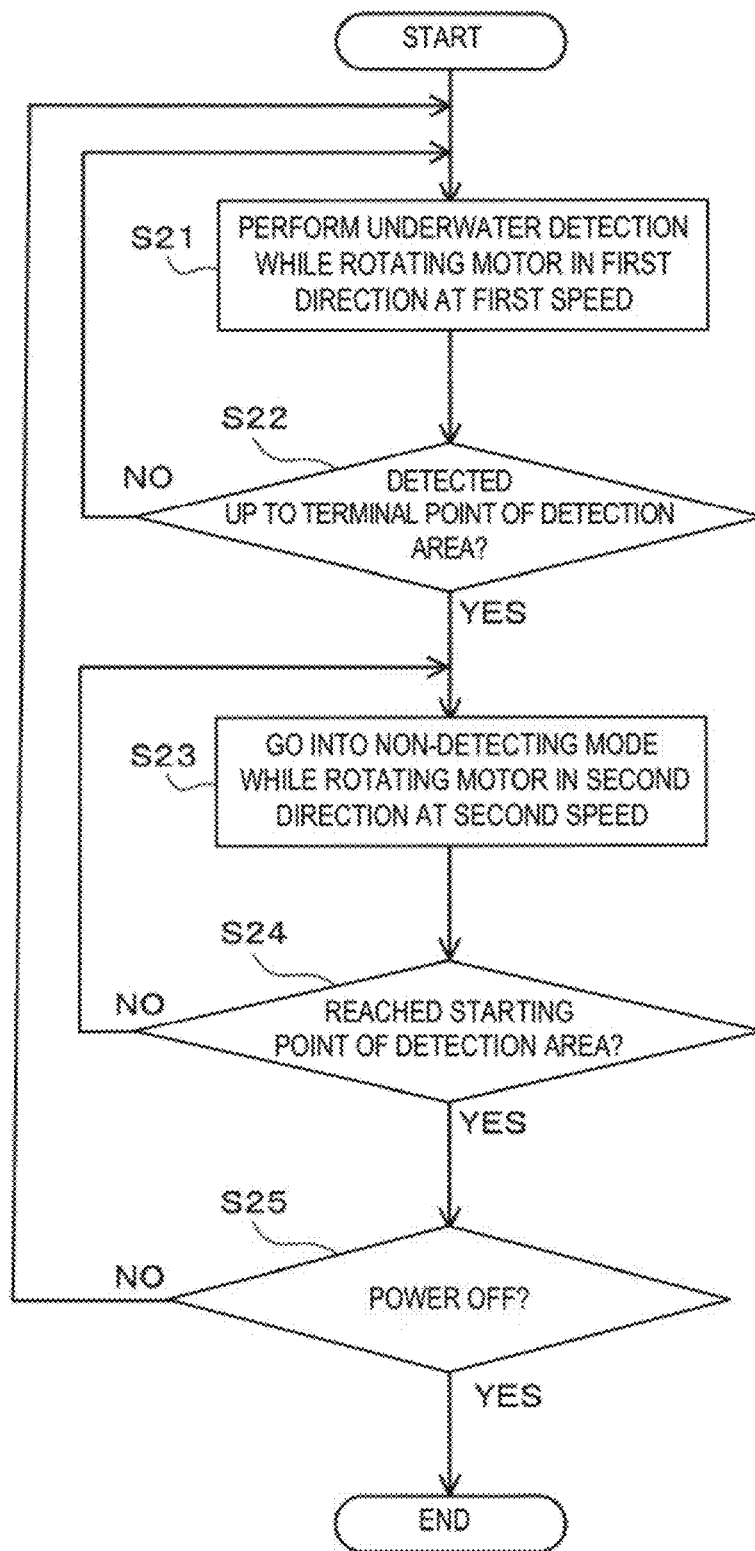 START
S21
PERFORM UNDERWATER DETECTION
WHILE ROTATING MOTOR IN FIRST
DIRECTION AT FIRST SPEED
S22
NO
DETECTED
UP TO TERMINAL POINT OF DETECTION
AREA?
YES
S23
GO INTO NON-DETECTING MODE
WHILE ROTATING MOTOR IN SECOND
DIRECTION AT SECOND SPEED
S24
NO
REACHED STARTING
POINT OF DETECTION AREA?
YES
S25
NO
POWER OFF?
YES
END